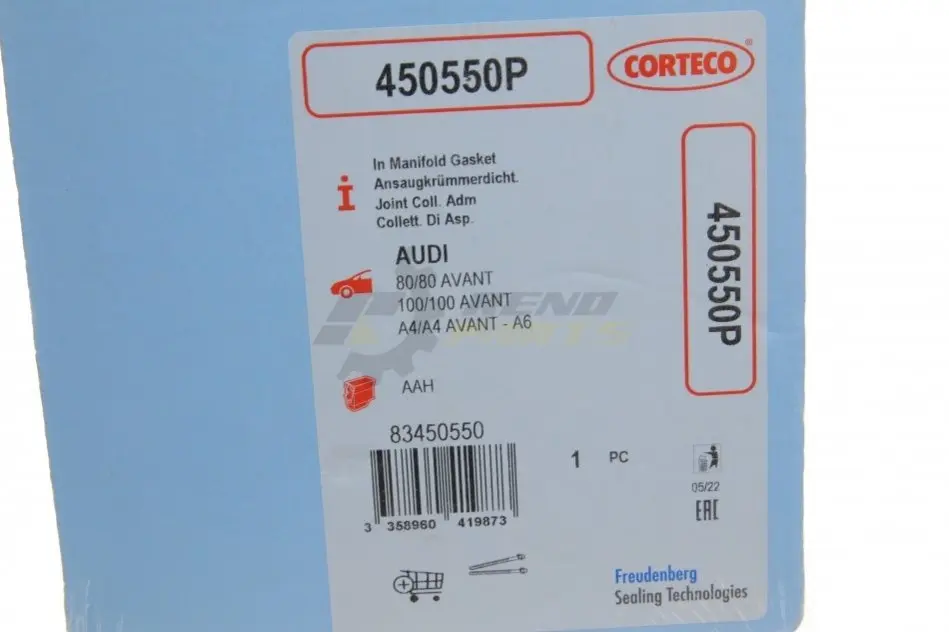 450550P
CORTECO
®
In Manifold Gasket
Ansaugkrümmerdicht.
Joint Coll. Adm
Collett. Di Asp.
450550P
AUDI
80/80 AVANT
100/100 AVANT
A4/A4 AVANT - A6
AAH
83450550
3 358960 419873
1 PC
05/22
EAC
Freudenberg
Sealing Technologies